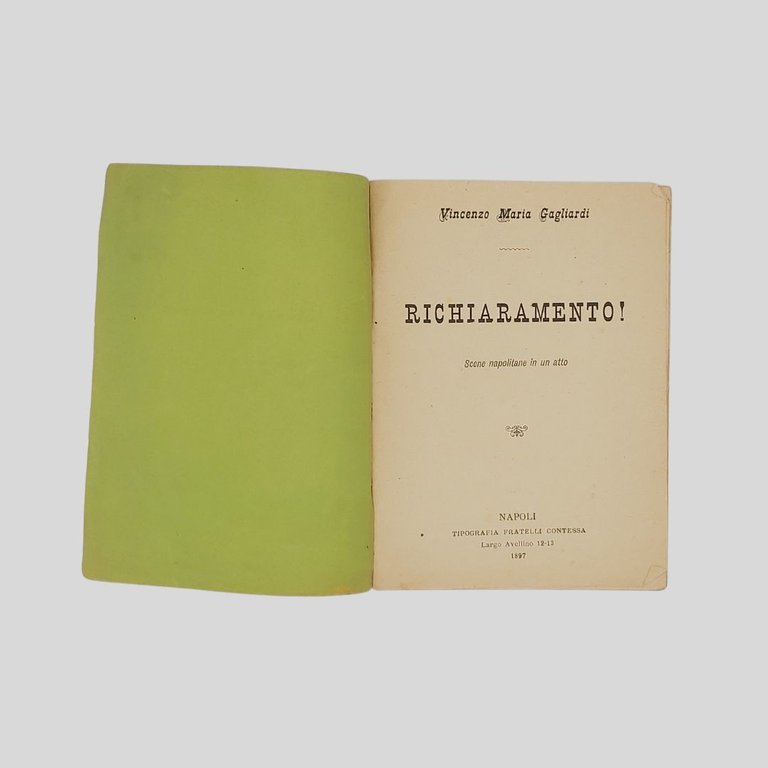 Vincenzo Maria Gagliardi
RICHIARAMENTO!
Scene napolitane in un atto
NAPOLI
TIPOGRAFIA FRATELLI CONTESSA
Largo Avellino 12-13
1897